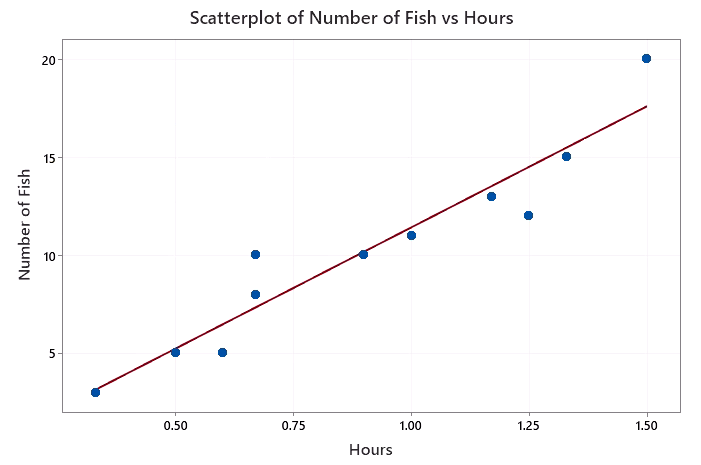 Scatterplot of Number of Fish vs Hours
20
15
10
5
Number of Fish
0.50 0.75 1.00 1.25 1.50
Hours